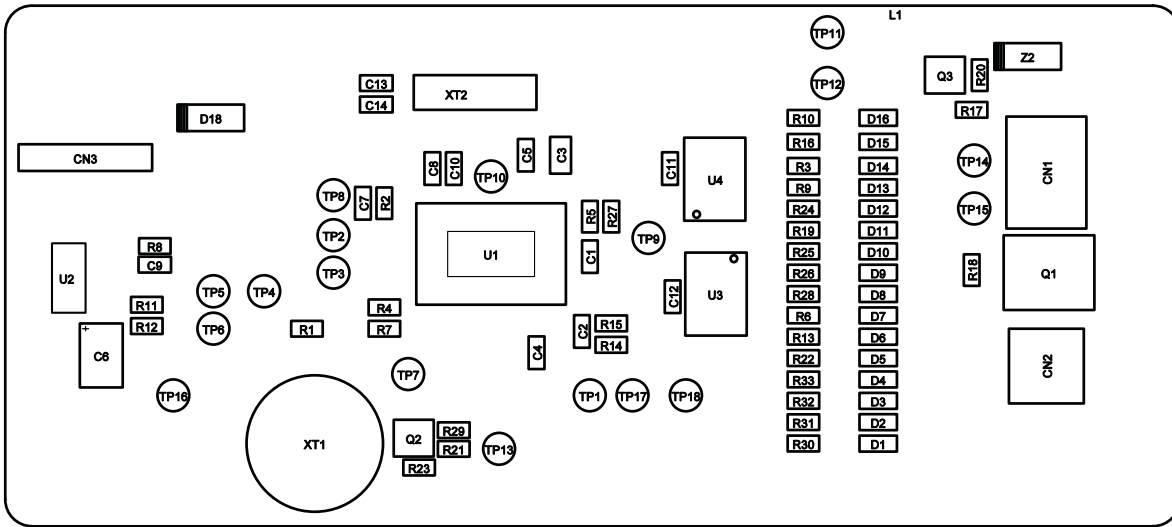 L1
TP11
Z2
Q3
R20
TP12
C13
XT2
C14
R17
D18
R10
D16
R16
D15
CN3
C8
C10
C5
C3
C11
R3
D14
TP14
CN1
TP10
U4
R9
D13
TP8
C7
R2
R24
D12
TP15
R5
R27
R19
D11
TP2
TP9
R8
U1
C1
R25
D10
C9
U2
TP3
R26
D9
R18
Q1
TP5
TP4
C12
U3
R28
D8
R11
R4
R6
D7
R12
TP6
R1
R7
C2
R15
R13
D6
C6
+
C4
R14
R22
D5
CN2
TP7
R33
D4
TP16
TP1
TP17
TP18
R32
D3
R31
D2
XT1
Q2
R29
R30
D1
R21
TP13
R23